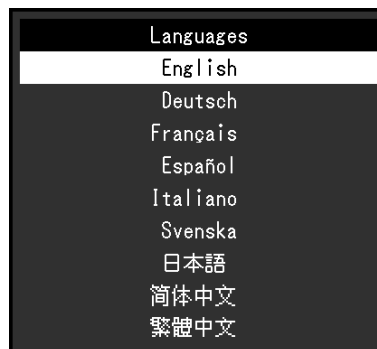 Languages
English
Deutsch
Français
Español
Italiano
Svenska
日本語
简体中文
繁體中文